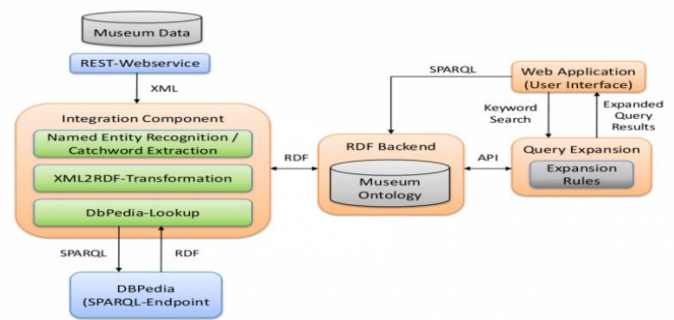 Museum Data
REST-Webservice
XML
Integration Component
Named Entity Recognition /
Catchword Extraction
XML2RDF-Transformation
DbPedia-Lookup
SPARQL
RDF
DBPedia
(SPARQL-Endpoint
RDF
RDF Backend
Museum
Ontology
SPARQL
API
Web Application
(User Interface)
Keyword
Search
Expanded
Query
Results
Query Expansion
Expansion
Rules